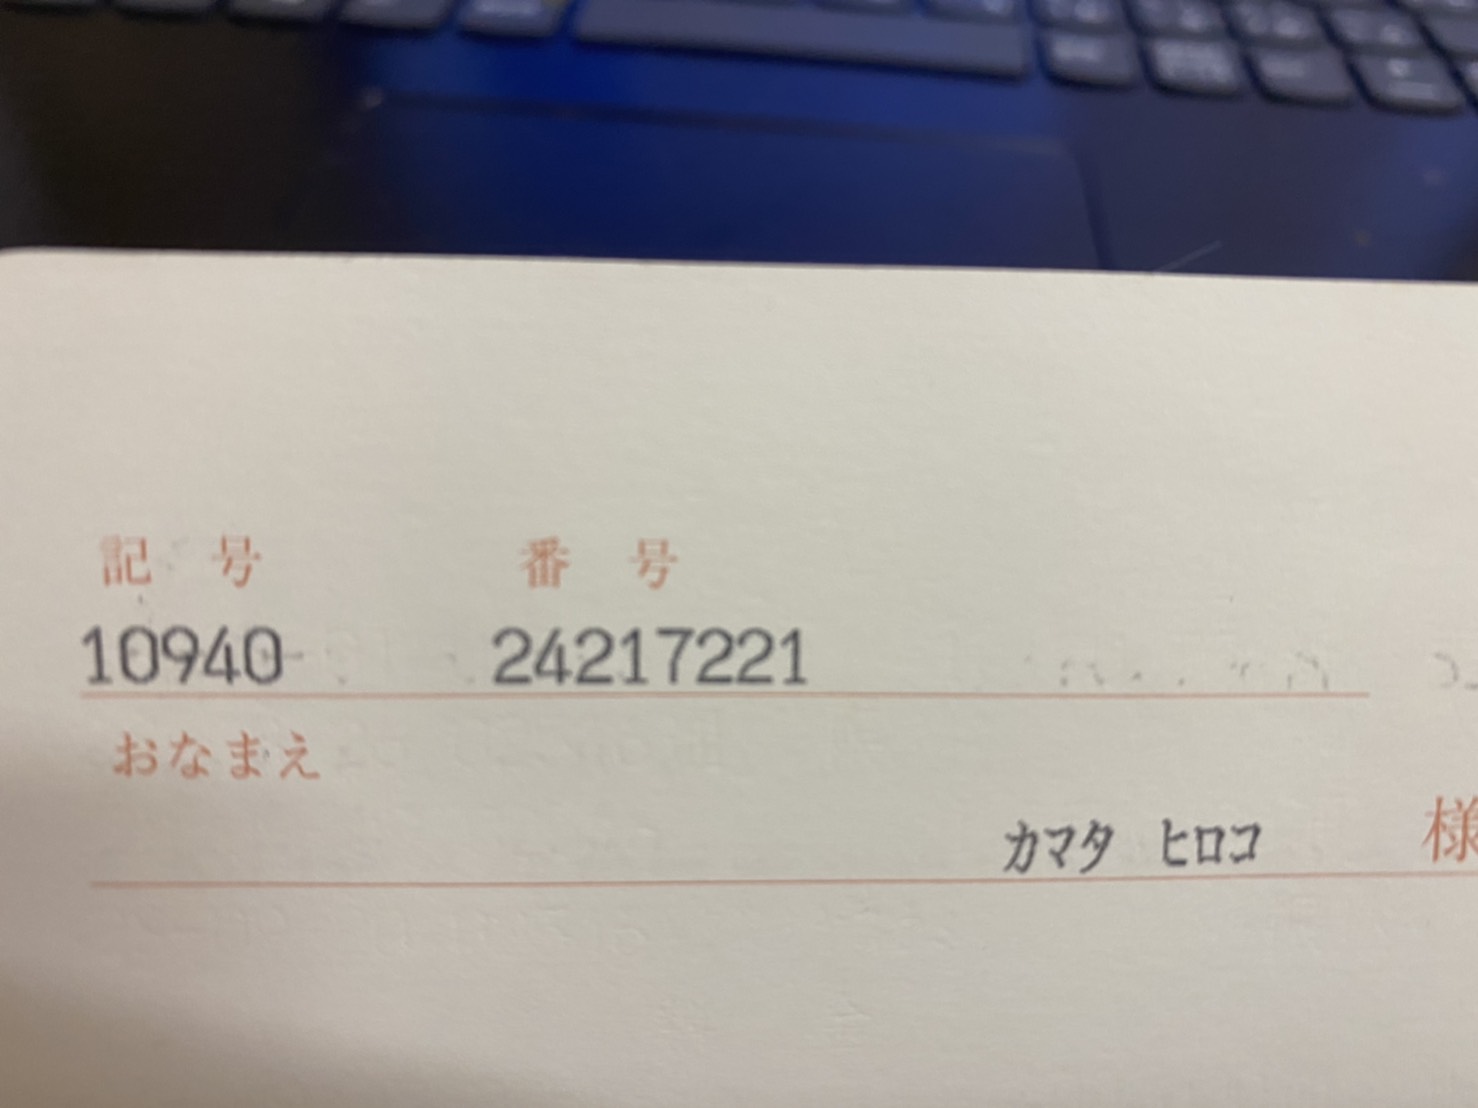 記号 番号
10940- 24217221
おなまえ
カマタ ヒロコ 様